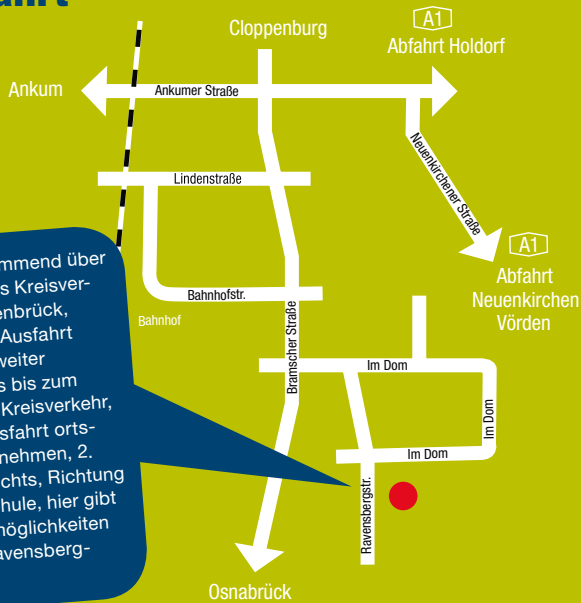 Cloppenburg
A1
Abfahrt Holdorf
Ankum
Ankumer Straße
Neuenkirchener Straße
Lindenstraße
A1
Abfahrt
Neuenkirchen
Vörden
Bahnhofstr.
Bahnhof
Bramscher Straße
Im Dom
Im Dom
Im Dom
Ravensbergstr.
Osnabrück
mmend über
s Kreisver-
enbrück,
Ausfahrt
weiter
s bis zum
Kreisverkehr,
sfahrt orts-
nehmen, 2.
chts, Richtung
hule, hier gibt
möglichkeiten
avensberg-